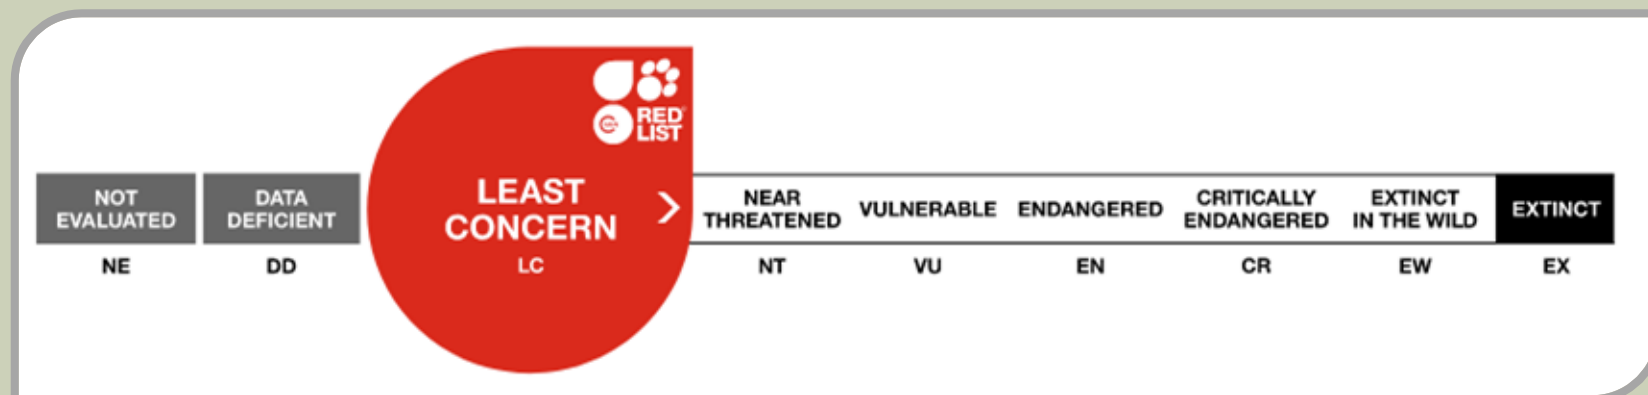 RED
LIST
NOT
EVALUATED
NE
DATA
DEFICIENT
DD
LEAST
CONCERN
LC
NEAR
THREATENED
NT
VULNERABLE
VU
ENDANGERED
EN
CRITICALLY
ENDANGERED
CR
EXTINCT
IN THE WILD
EW
EXTINCT
EX